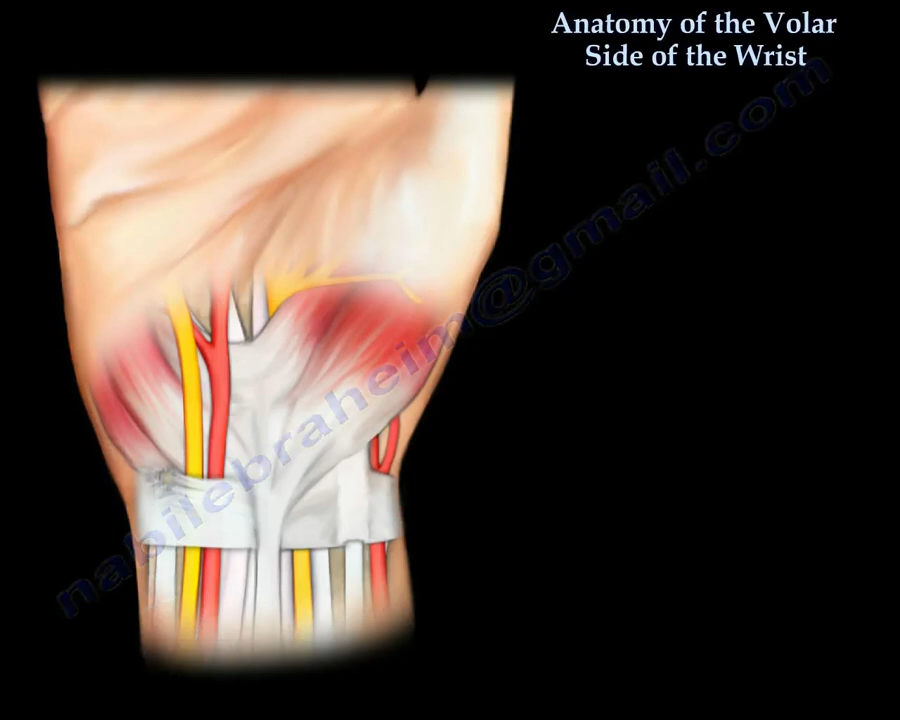 Anatomy of the Volar
Side of the Wrist
nabilebraheim@gmail.com